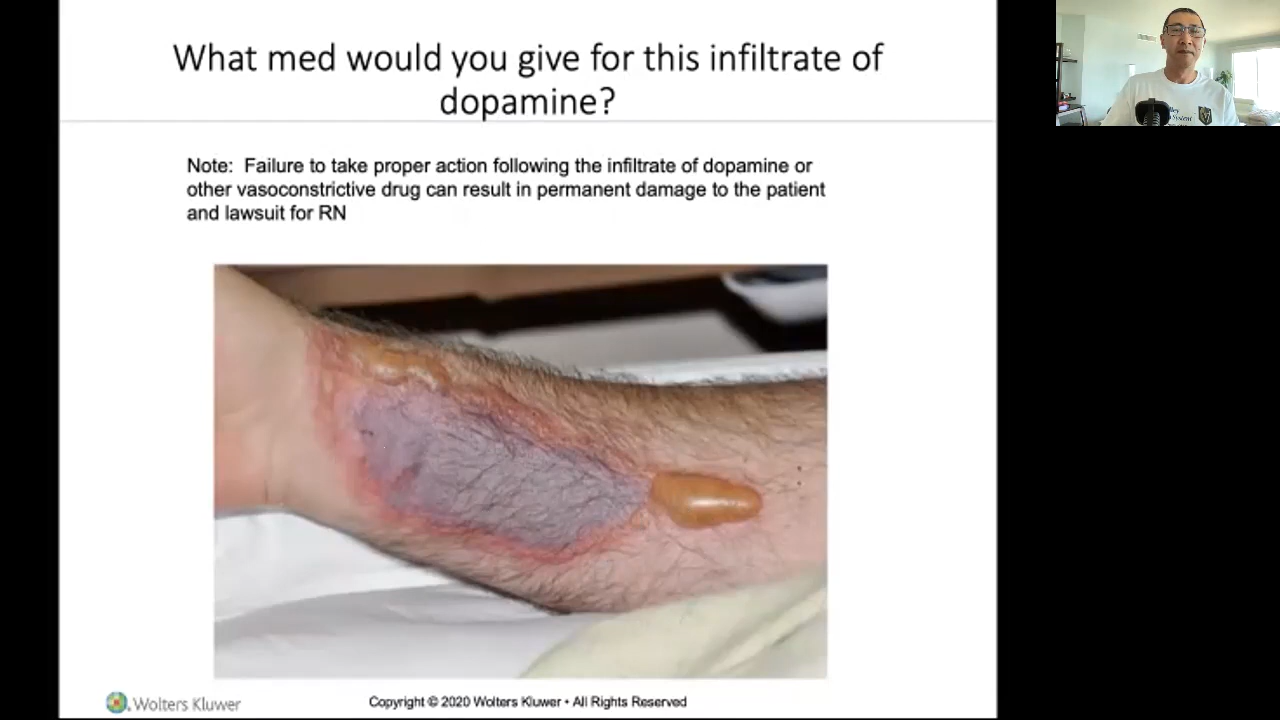 What med would you give for this infiltrate of
dopamine?
Note: Failure to take proper action following the infiltrate of dopamine or
other vasoconstrictive drug can result in permanent damage to the patient
and lawsuit for RN
Wolters Kluwer
Copyright © 2020 Wolters Kluwer • All Rights Reserved